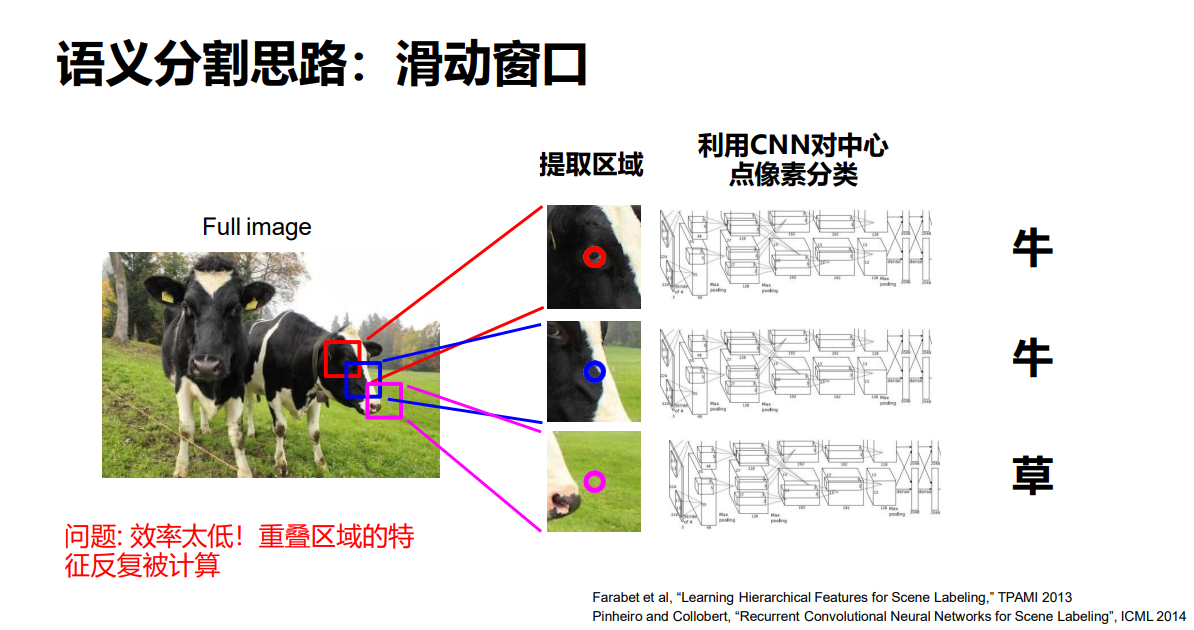 语义分割思路：滑动窗口
提取区域
利用CNN对中心
点像素分类
Full image
牛
牛
草
问题: 效率太低！重叠区域的特
征反复被计算
Farabet et al, “Learning Hierarchical Features for Scene Labeling,” TPAMI 2013
Pinheiro and Collobert, “Recurrent Convolutional Neural Networks for Scene Labeling”, ICML 2014